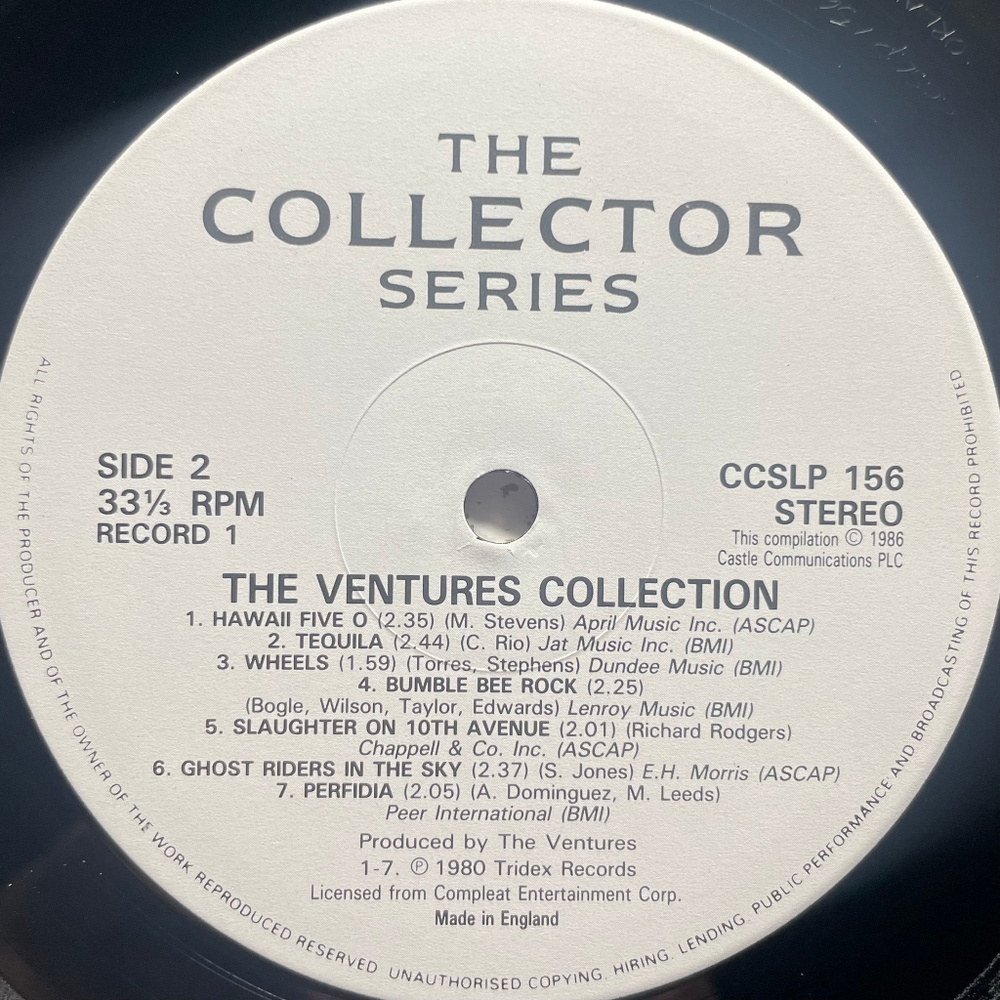 THE
COLLECTOR
SERIES
SIDE 2
33⅓ RPM
RECORD 1
CCSLP 156
STEREO
This compilation © 1986
Castle Communications PLC
THE VENTURES COLLECTION
1. HAWAII FIVE O (2.35) (M. Stevens) April Music Inc. (ASCAP)
2. TEQUILA (2.44) (C. Rio) Jat Music Inc. (BMI)
3. WHEELS (1.59) (Torres, Stephens) Dundee Music (BMI)
4. BUMBLE BEE ROCK (2.25)
(Bogle, Wilson, Taylor, Edwards) Lenroy Music (BMI)
5. SLAUGHTER ON 10TH AVENUE (2.01) (Richard Rodgers)
Chappell & Co. Inc. (ASCAP)
6. GHOST RIDERS IN THE SKY (2.37) (S. Jones) E.H. Morris (ASCAP)
7. PERFIDIA (2.05) (A. Dominguez, M. Leeds)
Peer International (BMI)
Produced by The Ventures
1-7. ℗ 1980 Tridex Records
Licensed from Compleat Entertainment Corp.
Made in England
ALL RIGHTS OF THE PRODUCER AND OF THE OWNER OF THE WORK REPRODUCED RESERVED UNAUTHORISED COPYING, HIRING, LENDING, PUBLIC PERFORMANCE AND BROADCASTING OF THIS RECORD PROHIBITED